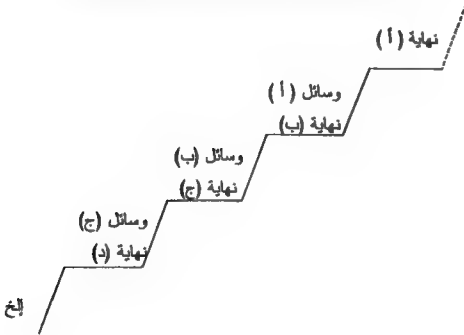 نهاية (أ)
وسائل (أ)
نهاية (ب)
وسائل (ب)
نهاية (ج)
وسائل (ج)
نهاية (د)
إلخ